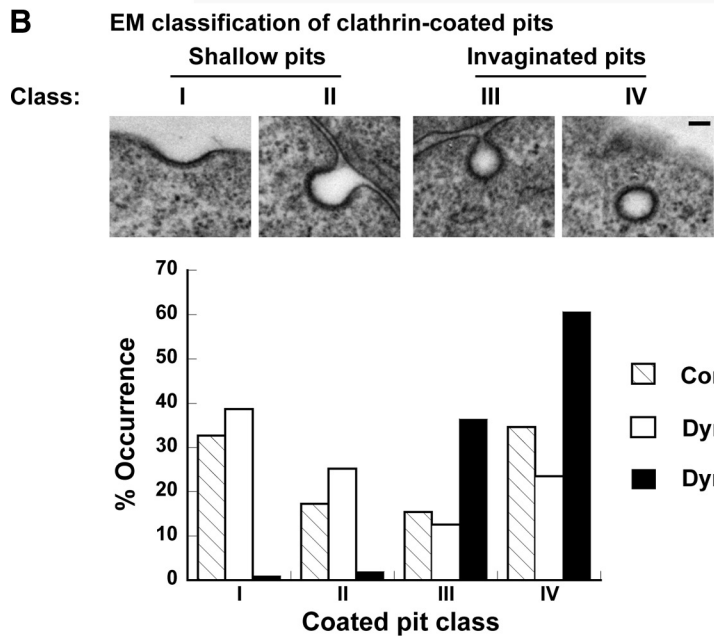 B EM classification of clathrin-coated pits
Shallow pits Invaginated pits
Class: I II III IV
70
60
50
40
30
20
10
0
% Occurrence
I II III IV
Coated pit class